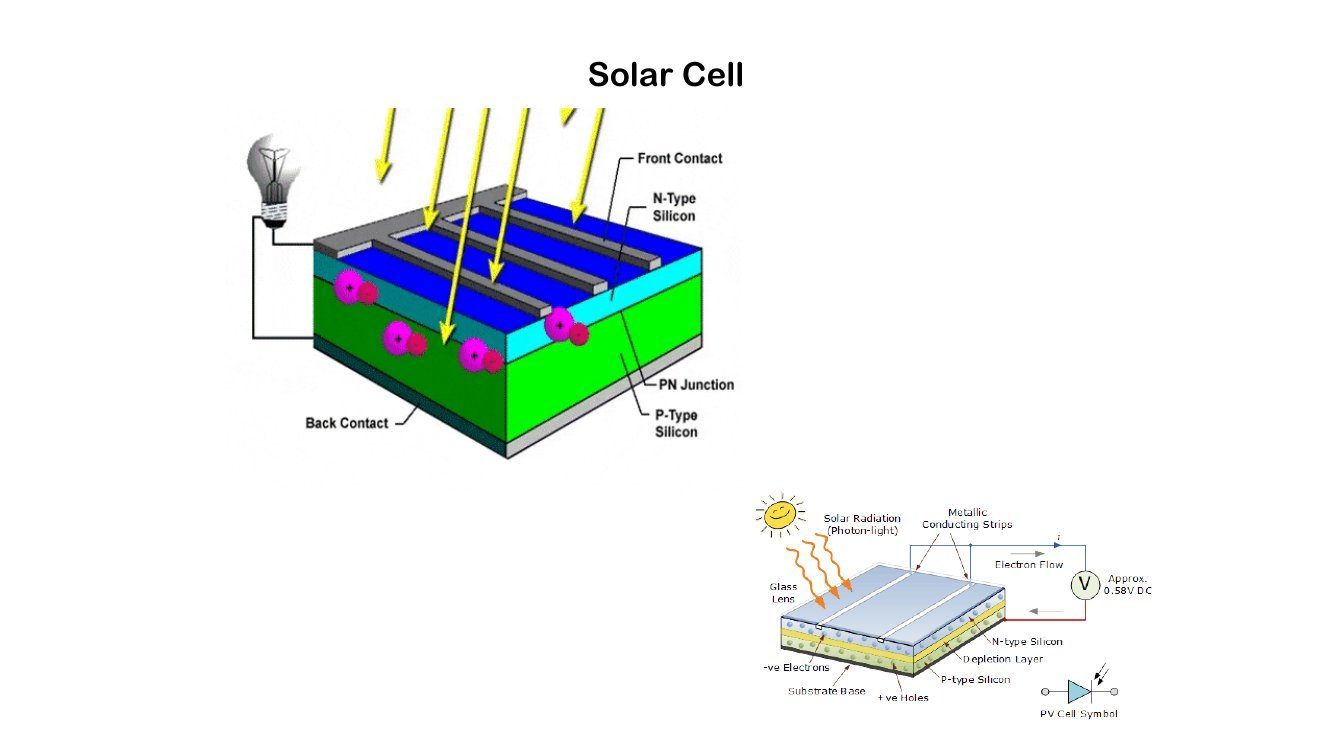 Solar Cell
Front Contact
N-Type
Silicon
PN Junction
P-Type
Silicon
Back Contact
+
+
+
+
Solar Radiation
(Photon-light)
Metallic
Conducting Strips
i
Electron Flow
Glass
Lens
V
Approx.
0.58V DC
N-type Silicon
-ve Electrons
Depletion Layer
P-type Silicon
Substrate Base
+ve Holes
PV Cell Symbol